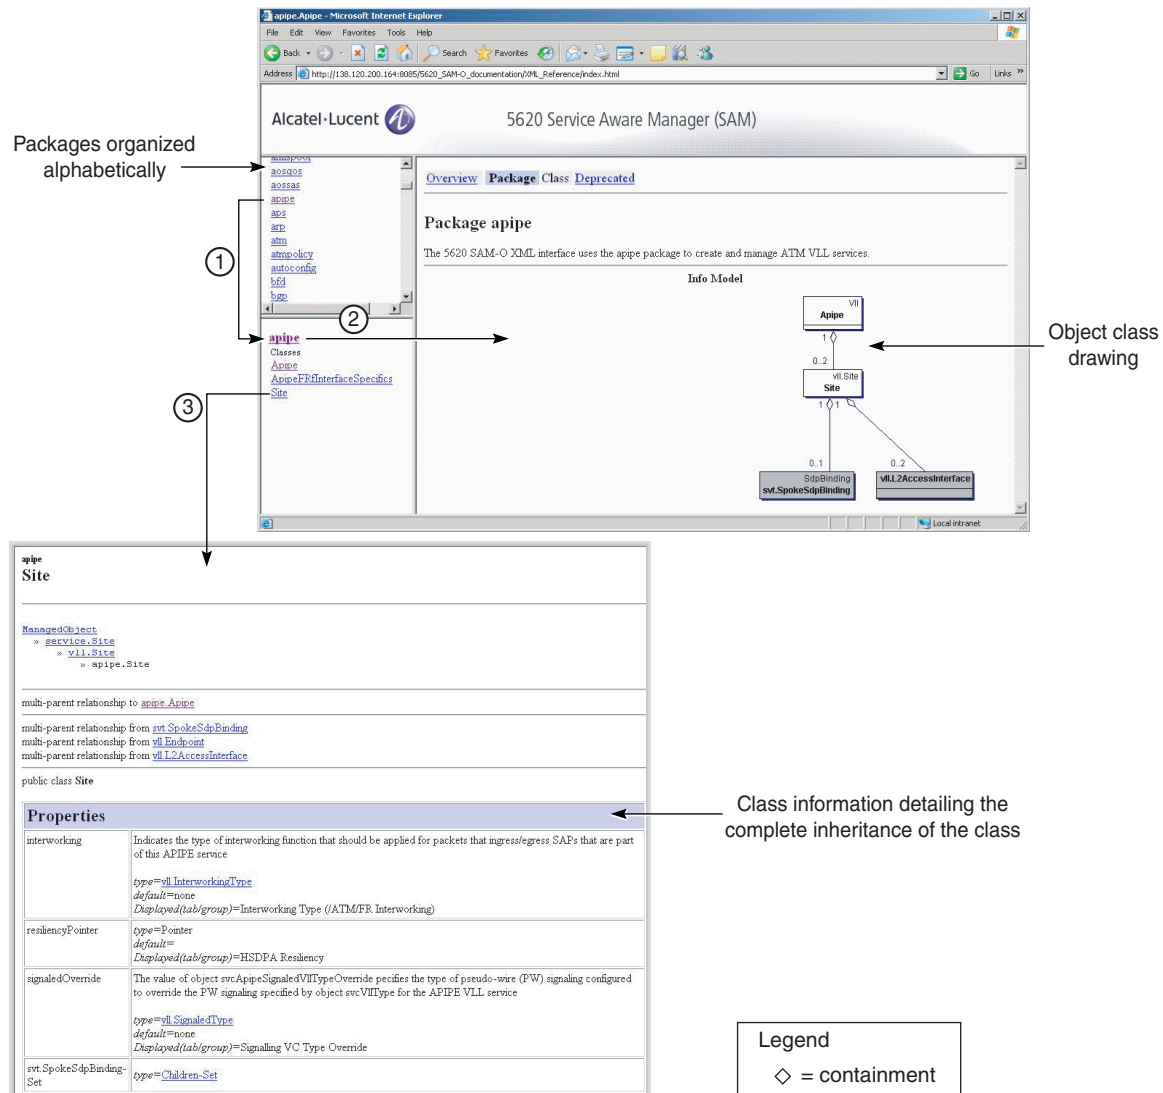 apipe.Apipe - Microsoft Internet Explorer
File Edit View Favorites Tools Help
Back Search Favorites
Address http://138.120.200.164:8085/5620_SAM-O_documentation/XML_Reference/index.html Go Links »
Alcatel·Lucent 5620 Service Aware Manager (SAM)
Packages organized
alphabetically
aosqos
aossas
apipe
aps
arp
atm
atmpolicy
autoconfig
bfd
bgp
1
2
3
apipe
Classes
Apipe
ApipeFRfInterfaceSpecifics
Site
Overview Package Class Deprecated
Package apipe
The 5620 SAM-O XML interface uses the apipe package to create and manage ATM VLL services.
Info Model
Vll
Apipe
1
0..2
vll.Site
Site
1 1
0..1 0..2
SdpBinding
svt.SpokeSdpBinding
vll.L2AccessInterface
Object class
drawing
Local intranet
apipe
Site
ManagedObject
» service.Site
» vll.Site
» apipe.Site
multi-parent relationship to apipe.Apipe
multi-parent relationship from svt.SpokeSdpBinding
multi-parent relationship from vll.Endpoint
multi-parent relationship from vll.L2AccessInterface
public class Site
Properties
Class information detailing the
complete inheritance of the class
interworking
Indicates the type of interworking function that should be applied for packets that ingress/egress SAPs that are part
of this APIPE service
type=vll.InterworkingType
default=none
Displayed(tab/group)=Interworking Type (/ATM/FR Interworking)
resiliencyPointer
type=Pointer
default=
Displayed(tab/group)=HSDPA Resiliency
signaledOverride
The value of object svcApipeSignaledVllTypeOverride pecifies the type of pseudo-wire (PW) signaling configured
to override the PW signaling specified by object svcVllType for the APIPE VLL service
type=vll.SignaledType
default=none
Displayed(tab/group)=Signalling VC Type Override
svt.SpokeSdpBinding-
Set
type=Children-Set
Legend
= containment